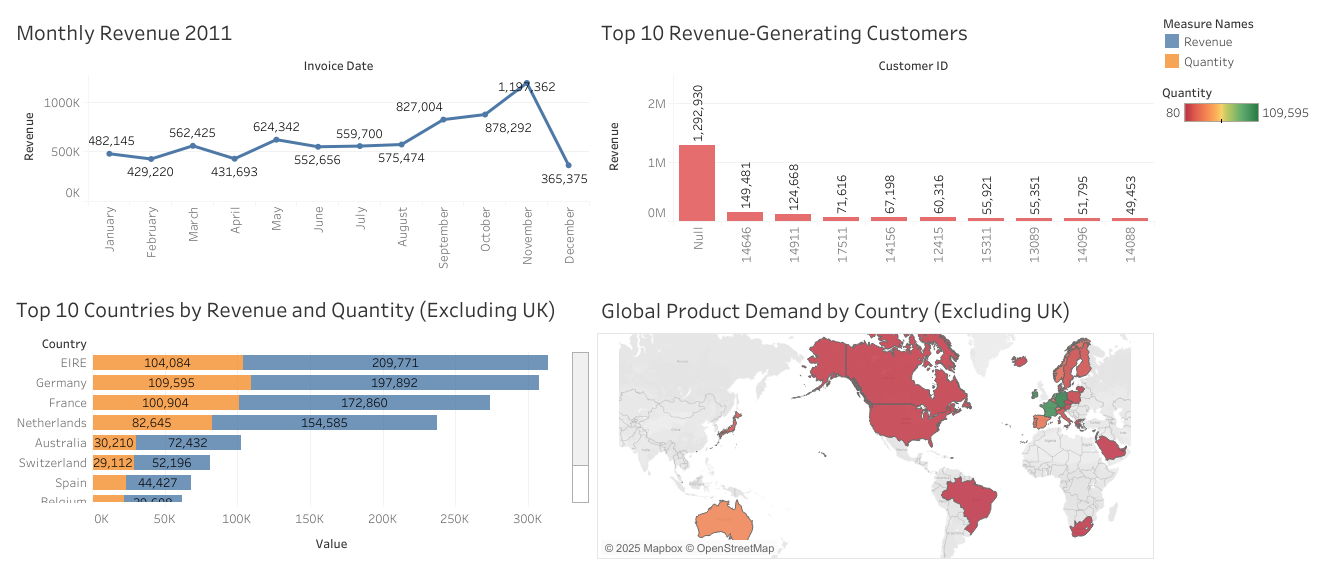 Monthly Revenue 2011
Invoice Date
Revenue
1000K
500K
0K
482,145
429,220
562,425
431,693
624,342
552,656
559,700
575,474
827,004
878,292
1,197,362
365,375
January
February
March
April
May
June
July
August
September
October
November
December
Top 10 Revenue-Generating Customers
Customer ID
Revenue
2M
1M
0M
1,292,930
149,481
124,668
71,616
67,198
60,316
55,921
55,351
51,795
49,453
Null
14646
14911
17511
14156
12415
15311
13089
14096
14088
Measure Names
Revenue
Quantity
Quantity
80
109,595
Top 10 Countries by Revenue and Quantity (Excluding UK)
Country
EIRE 104,084 209,771
Germany 109,595 197,892
France 100,904 172,860
Netherlands 82,645 154,585
Australia 30,210 72,432
Switzerland 29,112 52,196
Spain 44,427
Belgium
0K 50K 100K 150K 200K 250K 300K
Value
Global Product Demand by Country (Excluding UK)
© 2025 Mapbox © OpenStreetMap